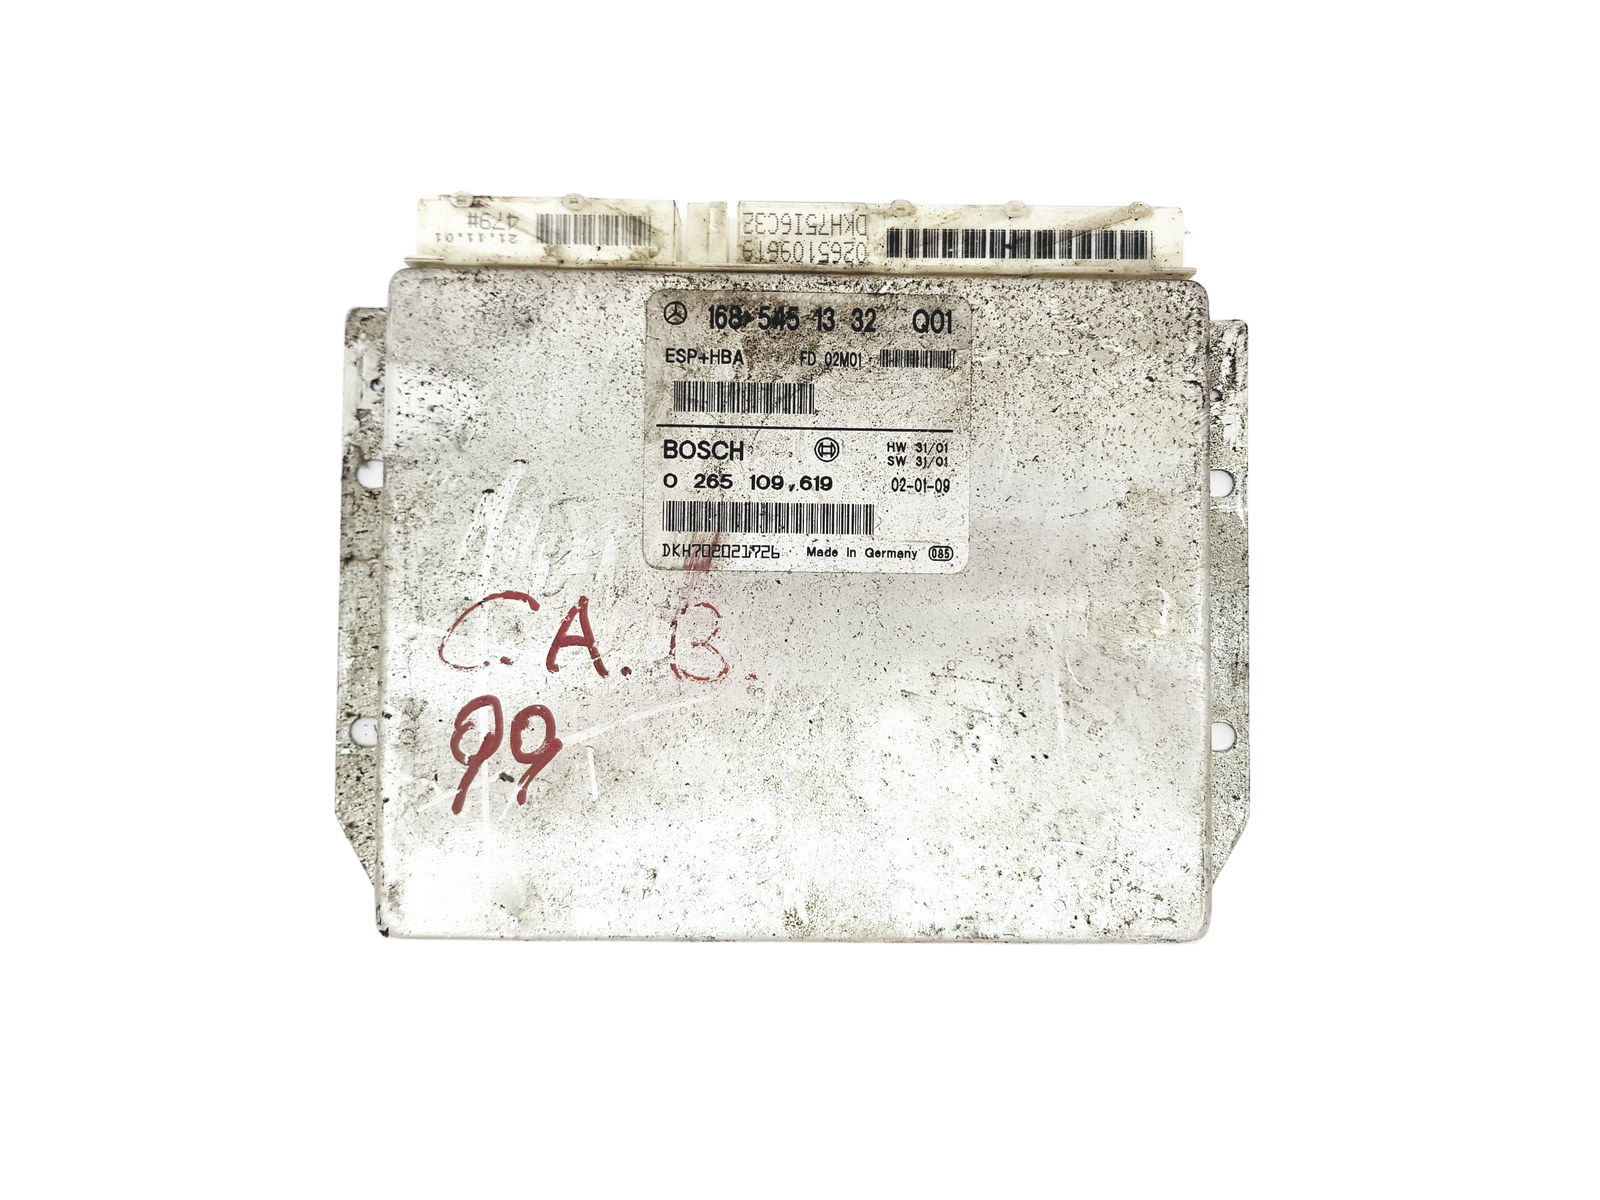 479#
21.11.01
DKH75I6C32
0265109619
168 545 13 32 Q01
ESP+HBA FD 02M01
BOSCH HW 31/01
SW 31/01
0 265 109 619 02-01-09
DKH702021726 Made in Germany 085
C.A.B.
99